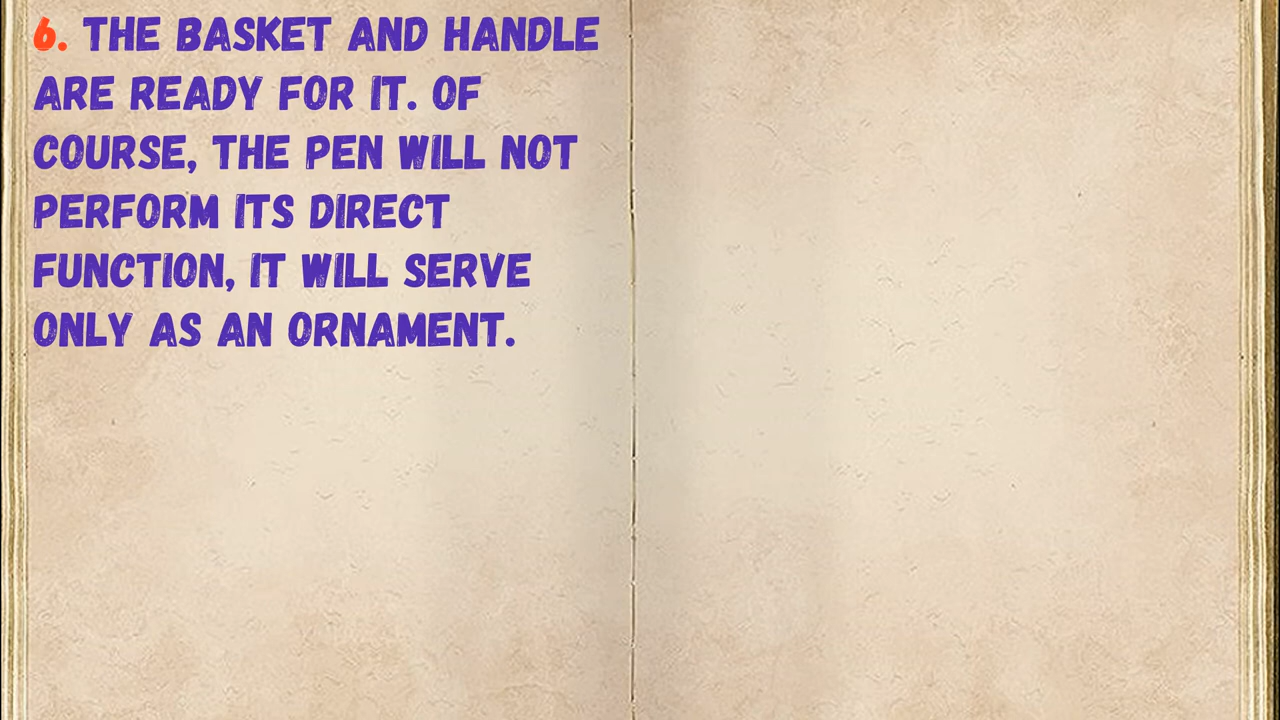 6. THE BASKET AND HANDLE
ARE READY FOR IT. OF
COURSE, THE PEN WILL NOT
PERFORM ITS DIRECT
FUNCTION, IT WILL SERVE
ONLY AS AN ORNAMENT.